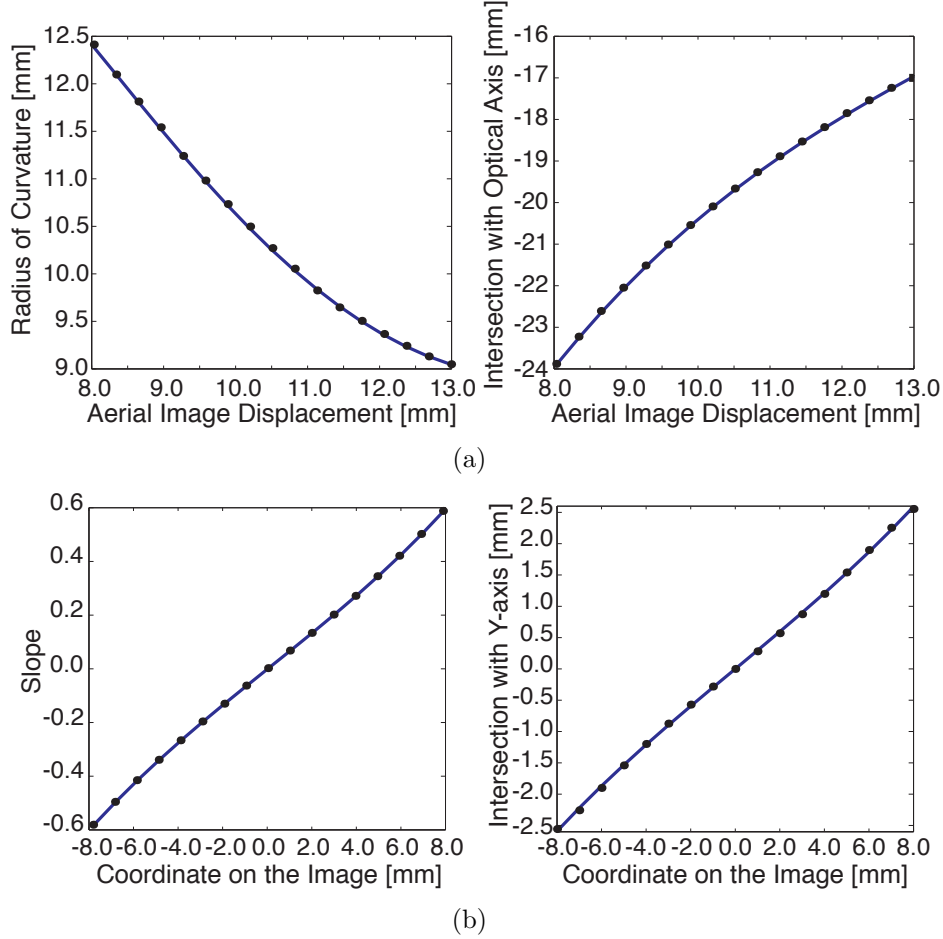 Radius of Curvature [mm]
12.5
12.0
11.5
11.0
10.5
10.0
9.5
9.0
8.0 9.0 10.0 11.0 12.0 13.0
Aerial Image Displacement [mm]
Intersection with Optical Axis [mm]
-16
-17
-18
-19
-20
-21
-22
-23
-24
8.0 9.0 10.0 11.0 12.0 13.0
Aerial Image Displacement [mm]
(a)
Slope
0.6
0.4
0.2
0.0
-0.2
-0.4
-0.6
-8.0 -6.0 -4.0 -2.0 0.0 2.0 4.0 6.0 8.0
Coordinate on the Image [mm]
Intersection with Y-axis [mm]
2.5
2.0
1.5
1.0
0.5
0.0
-0.5
-1.0
-1.5
-2.0
-2.5
-8.0 -6.0 -4.0 -2.0 0.0 2.0 4.0 6.0 8.0
Coordinate on the Image [mm]
(b)